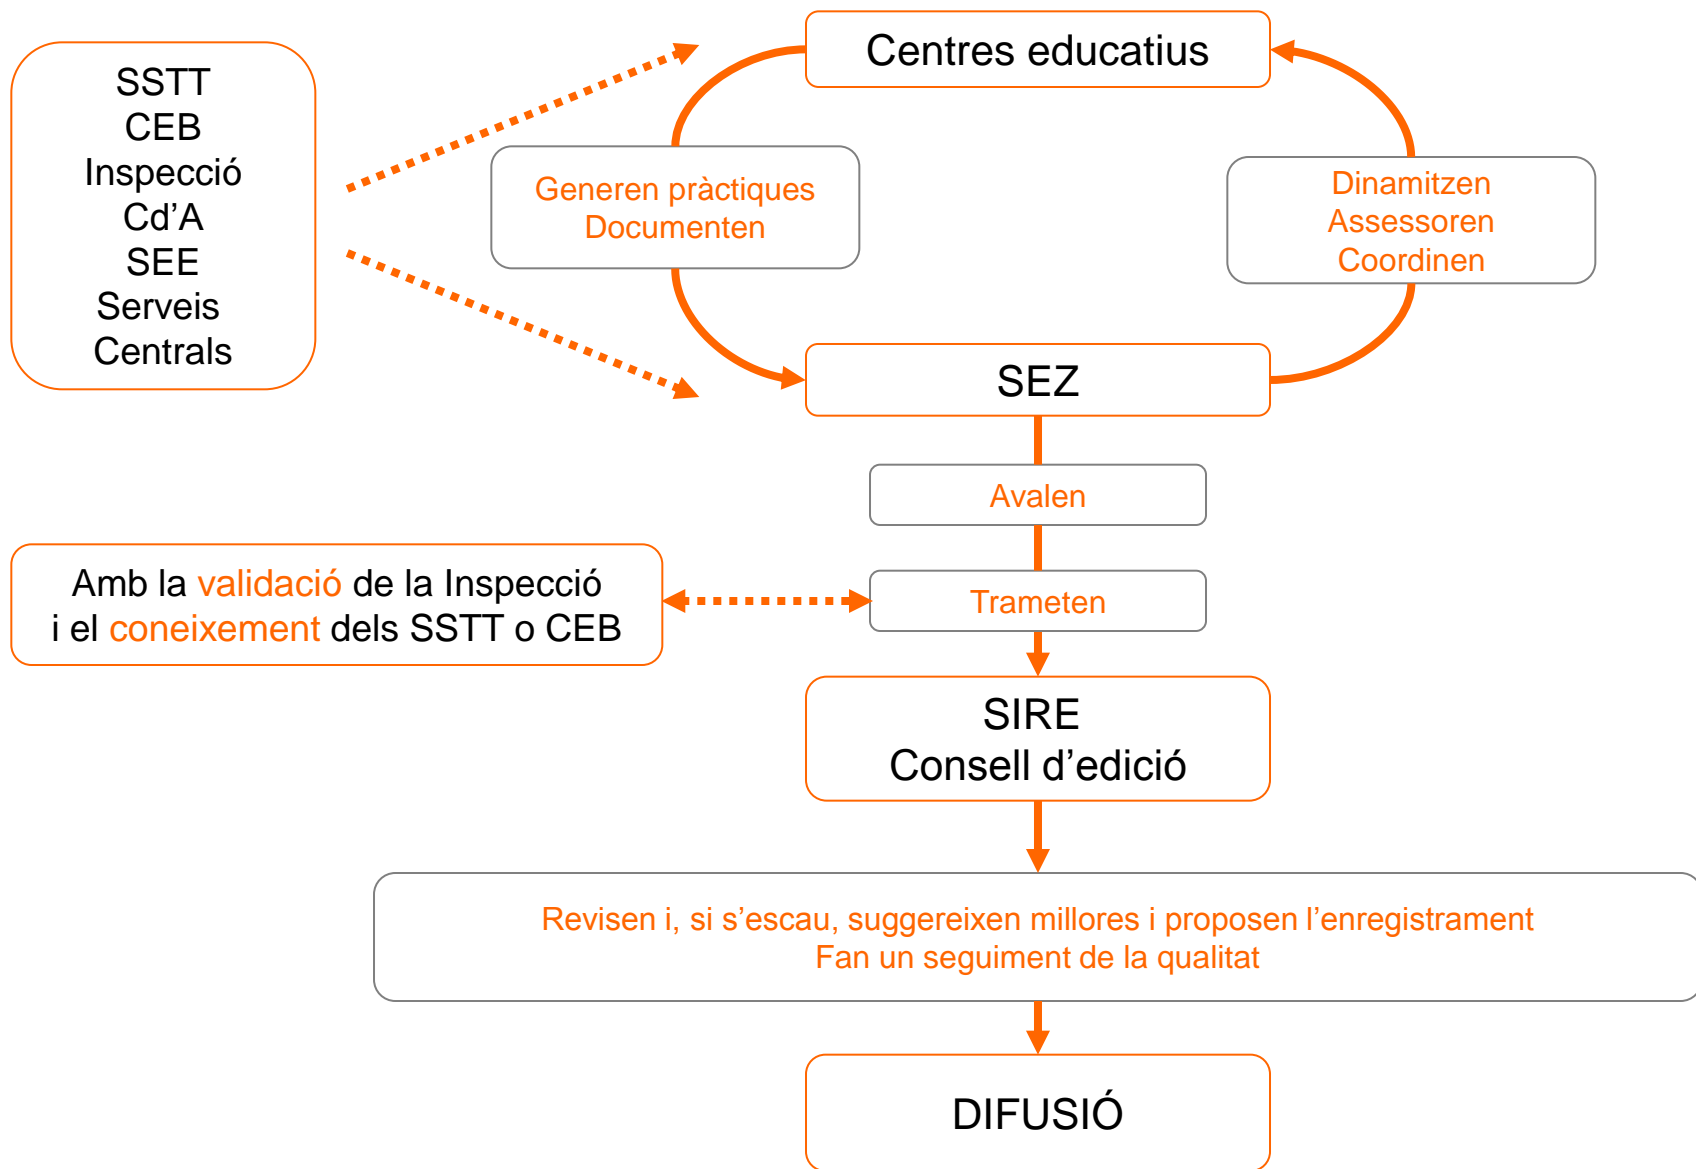 SSTT
CEB
Inspecció
Cd’A
SEE
Serveis
Centrals
Centres educatius
Generen pràctiques
Documenten
Dinamitzen
Assessoren
Coordinen
SEZ
Avalen
Amb la validació de la Inspecció
i el coneixement dels SSTT o CEB
Trameten
SIRE
Consell d’edició
Revisen i, si s’escau, suggereixen millores i proposen l’enregistrament
Fan un seguiment de la qualitat
DIFUSIÓ